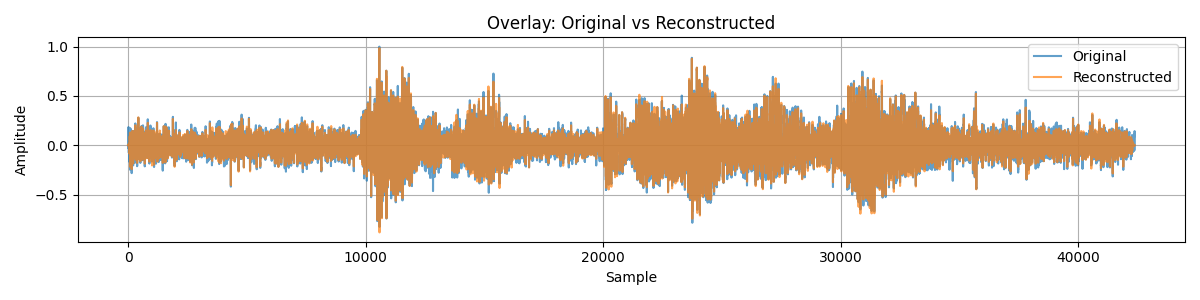 Overlay: Original vs Reconstructed
1.0
0.5
0.0
−0.5
Amplitude
Original
Reconstructed
0
10000
20000
30000
40000
Sample